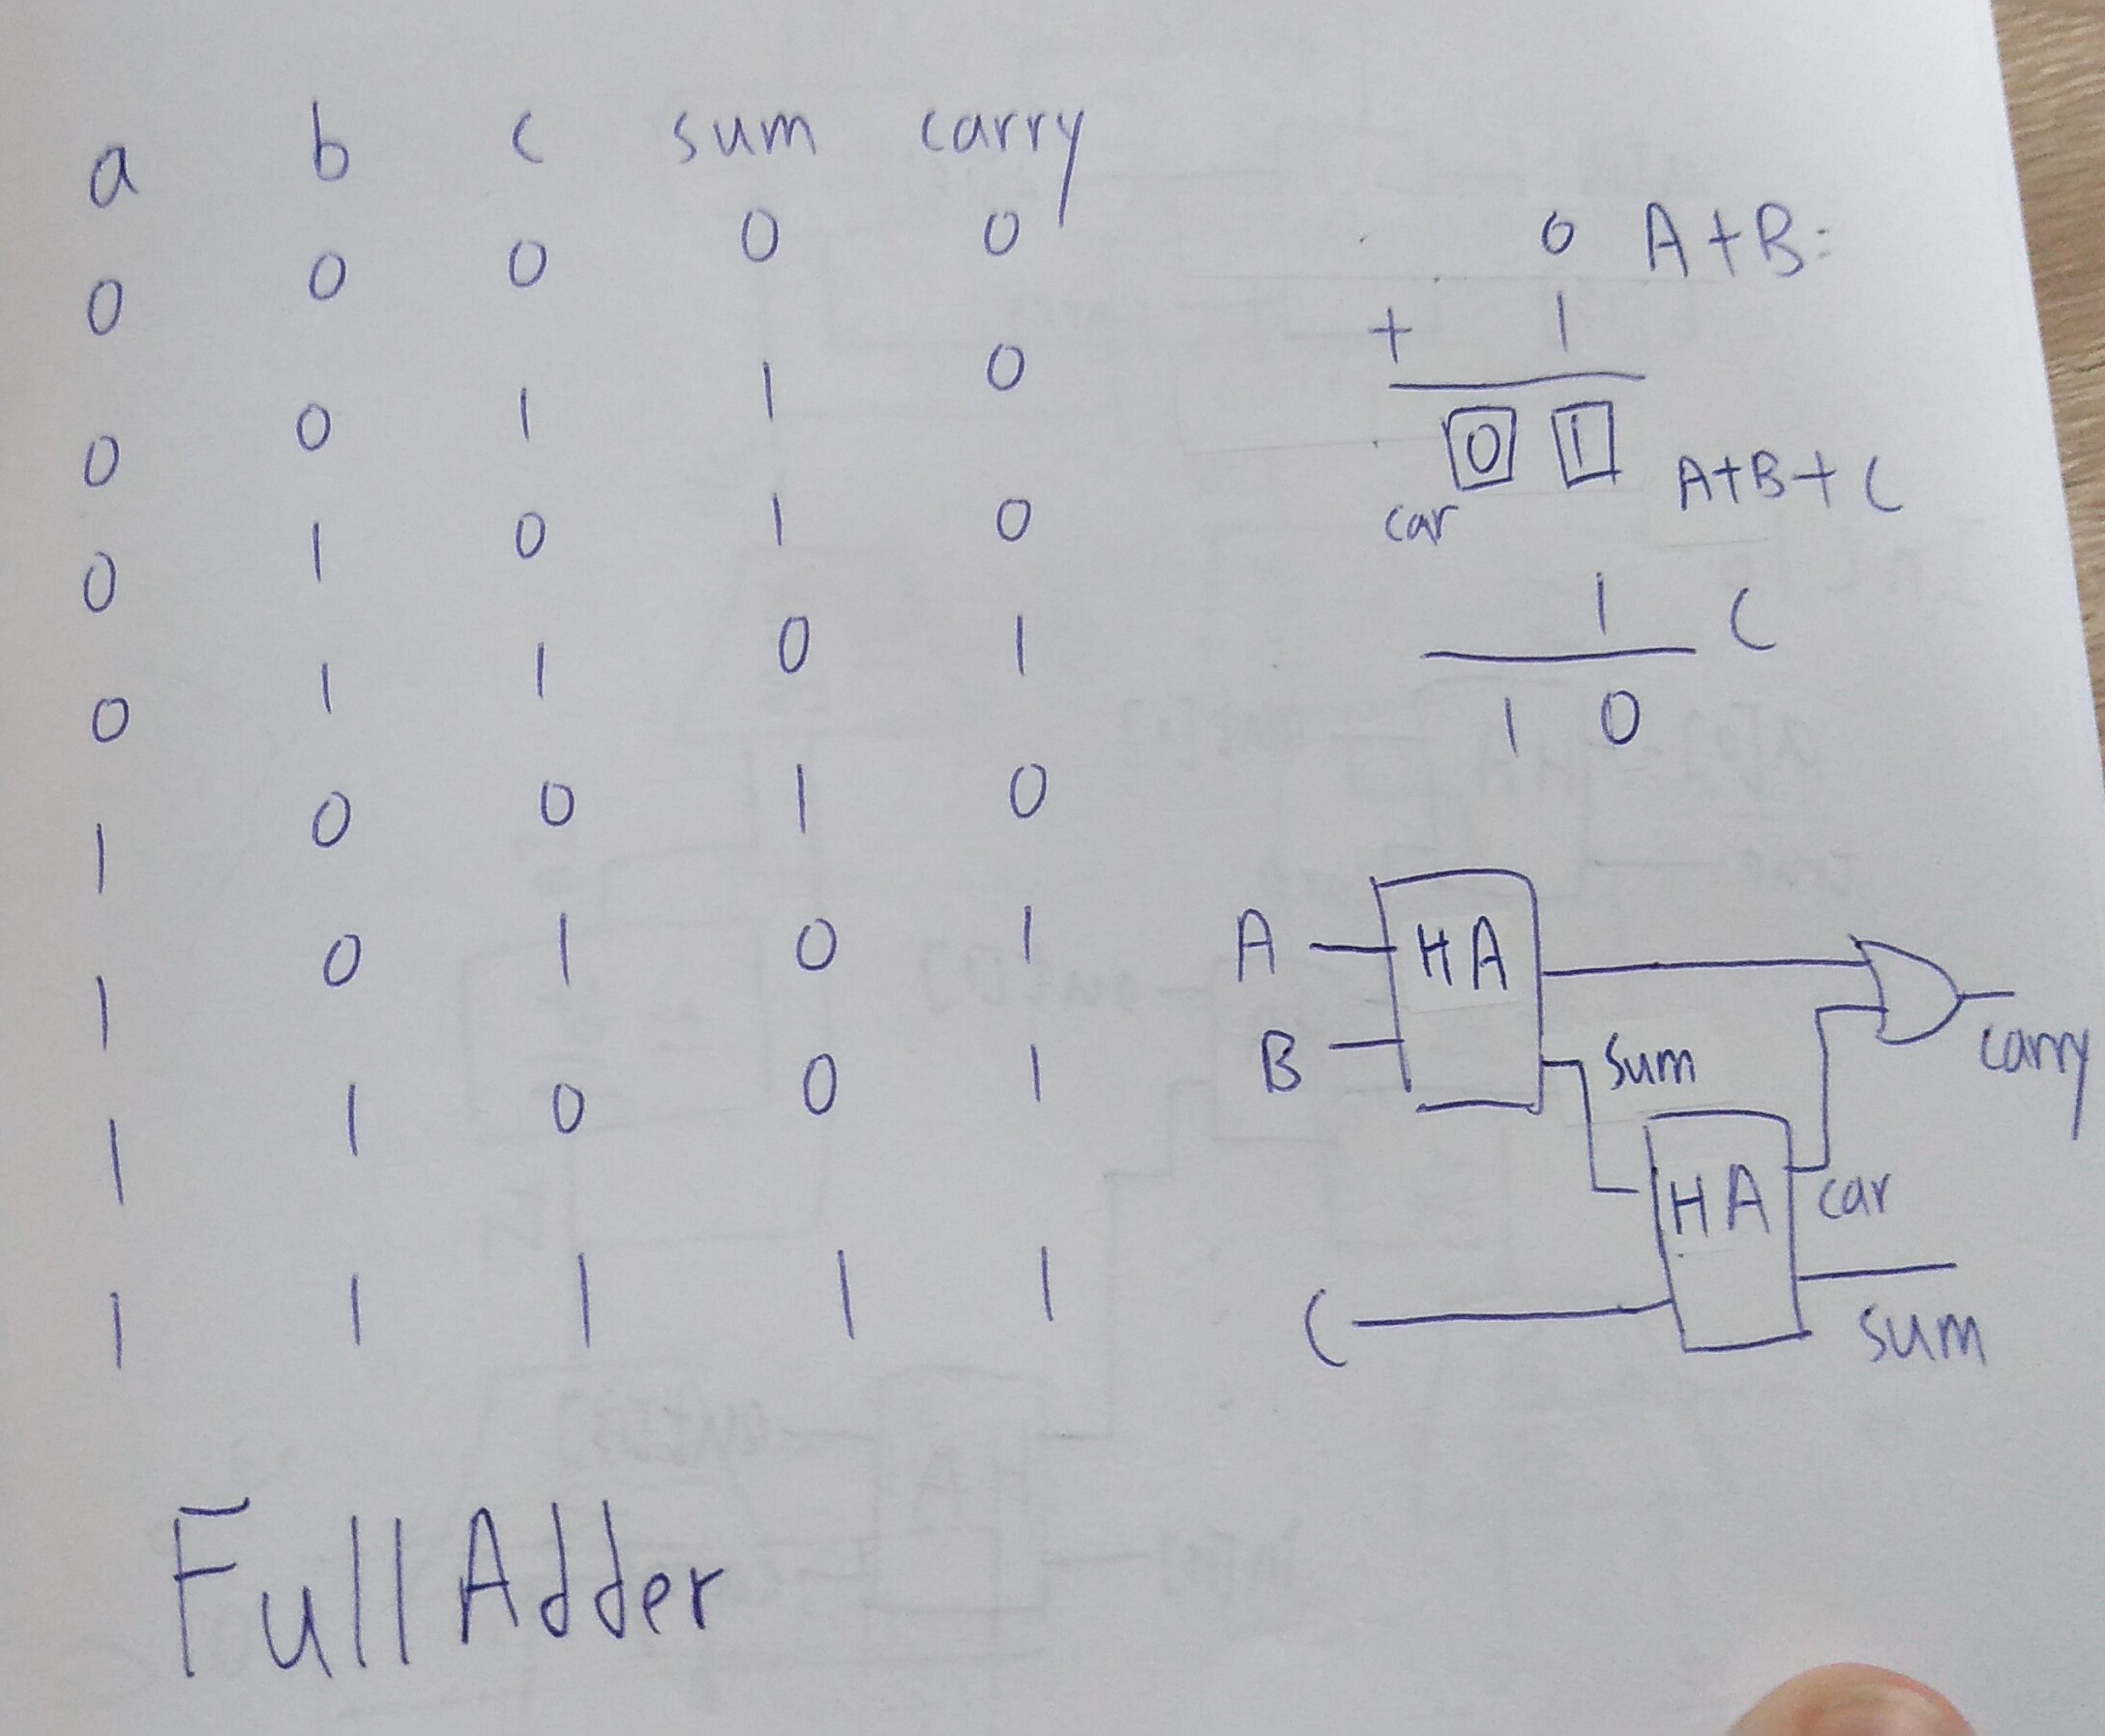 a b c sum carry
0 0 0 0 0
0 0 1 1 0
0 1 0 1 0
0 1 1 0 1
1 0 0 1 0
1 0 1 0 1
1 1 0 0 1
1 1 1 1 1
Full Adder
0 A+B=
+ 1
0 1
car A+B+C
1 C
1 0
A HA
B sum carry
HA car
C sum